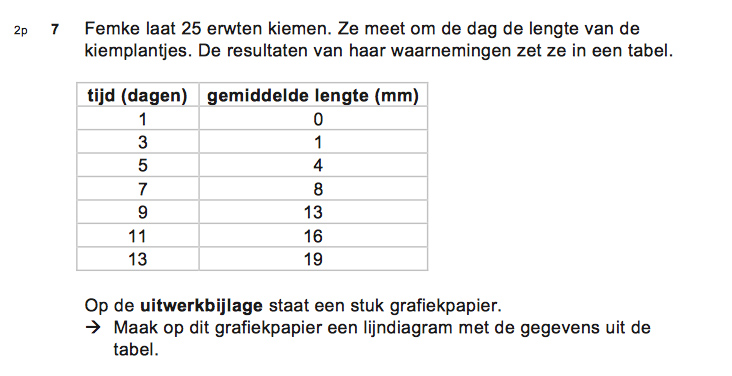 2p 7 Femke laat 25 erwten kiemen. Ze meet om de dag de lengte van de
kiemplantjes. De resultaten van haar waarnemingen zet ze in een tabel.
tijd (dagen) gemiddelde lengte (mm)
1 0
3 1
5 4
7 8
9 13
11 16
13 19
Op de uitwerkbijlage staat een stuk grafiekpapier.
→ Maak op dit grafiekpapier een lijndiagram met de gegevens uit de
tabel.